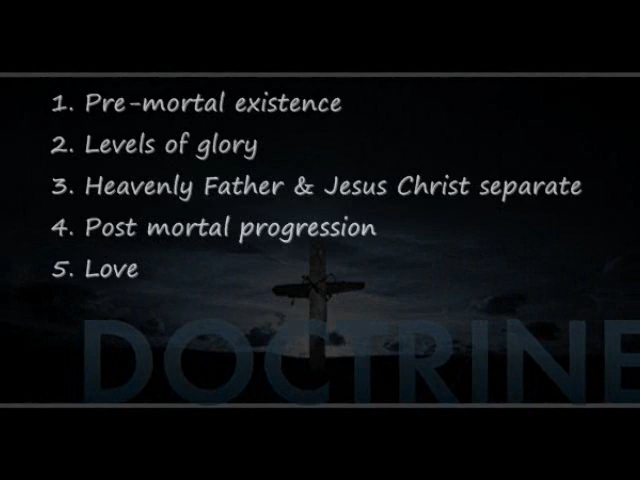 1. Pre-mortal existence
2. Levels of glory
3. Heavenly Father & Jesus Christ separate
4. Post mortal progression
5. Love
DOCTRINE